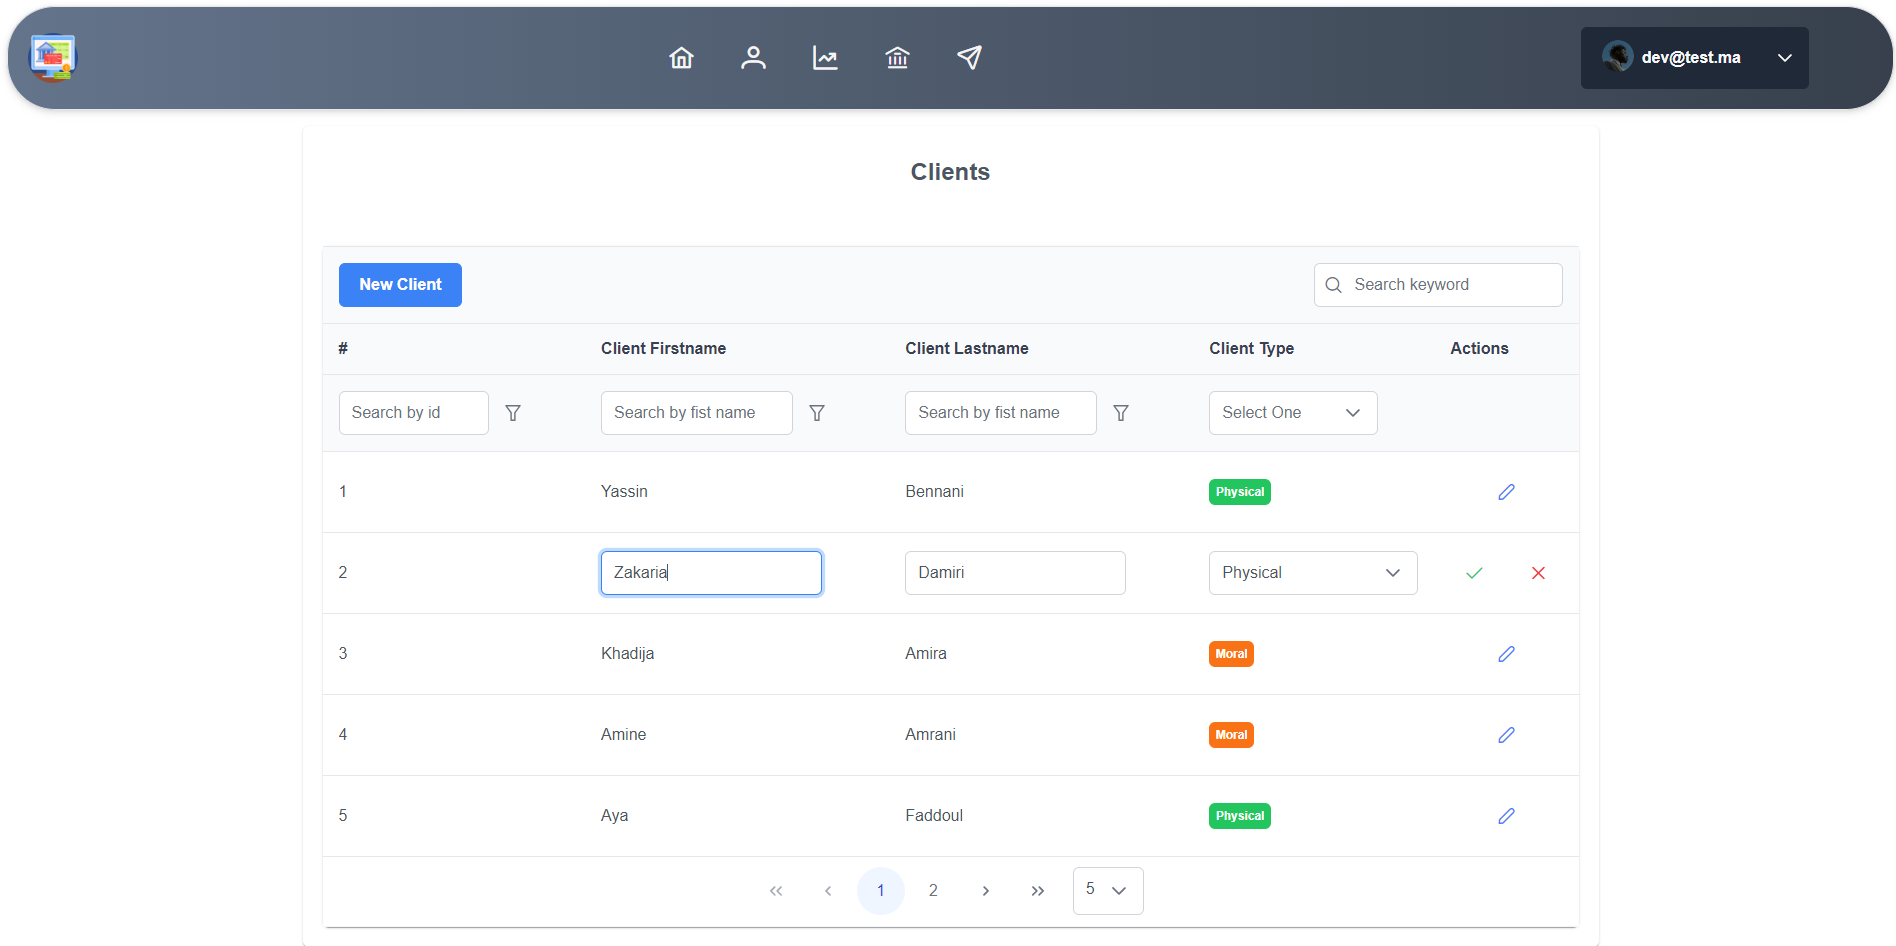 dev@test.ma
Clients
New Client
Search keyword
# Client Firstname Client Lastname Client Type Actions
Search by id Search by fist name Search by fist name Select One
1 Yassin Bennani Physical
2 Zakaria Damiri Physical
3 Khadija Amira Moral
4 Amine Amrani Moral
5 Aya Faddoul Physical
« ‹ 1 2 › » 5